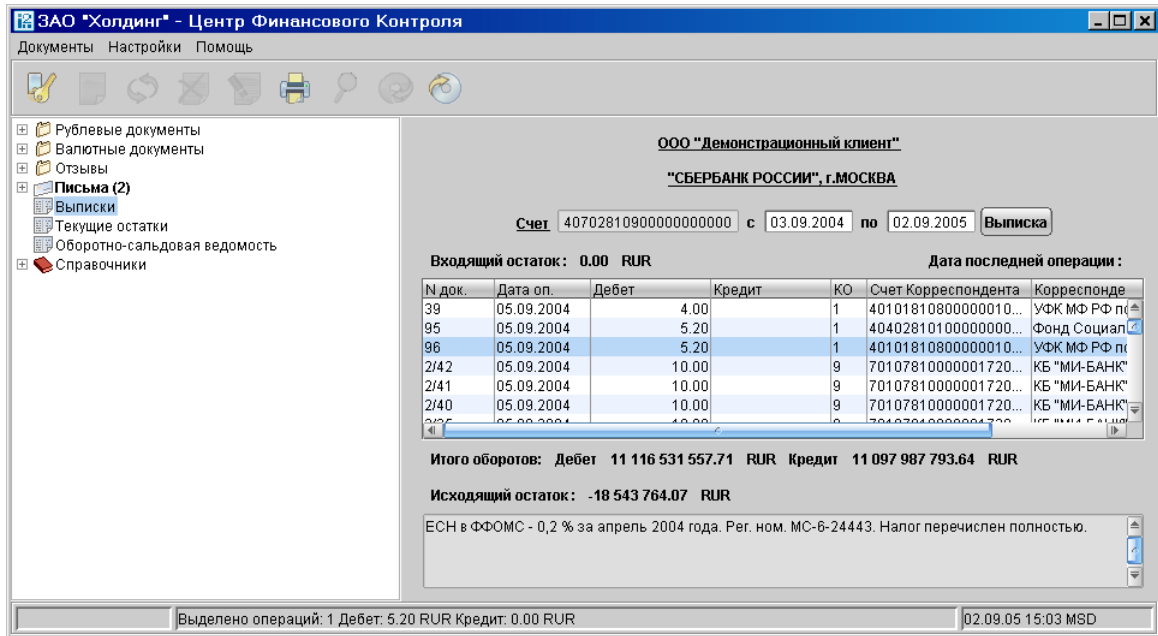 ЗАО "Холдинг" - Центр Финансового Контроля
Документы Настройки Помощь
Рублевые документы
Валютные документы
Отзывы
Письма (2)
Выписки
Текущие остатки
Оборотно-сальдовая ведомость
Справочники
ООО "Демонстрационный клиент"
"СБЕРБАНК РОССИИ", г.МОСКВА
Счет 40702810900000000000 с 03.09.2004 по 02.09.2005 Выписка
Входящий остаток: 0.00 RUR Дата последней операции:
N док. Дата оп. Дебет Кредит КО Счет Корреспондента Корреспонде
39 05.09.2004 4.00 1 40101810800000010... УФК МФ РФ по
95 05.09.2004 5.20 1 40402810100000000... Фонд Социал
96 05.09.2004 5.20 1 40101810800000010... УФК МФ РФ по
2/42 05.09.2004 10.00 9 70107810000001720... КБ "МИ-БАНК"
2/41 05.09.2004 10.00 9 70107810000001720... КБ "МИ-БАНК"
2/40 05.09.2004 10.00 9 70107810000001720... КБ "МИ-БАНК"
Итого оборотов: Дебет 11 116 531 557.71 RUR Кредит 11 097 987 793.64 RUR
Исходящий остаток: -18 543 764.07 RUR
ЕСН в ФФОМС - 0,2 % за апрель 2004 года. Рег. ном. МС-6-24443. Налог перечислен полностью.
Выделено операций: 1 Дебет: 5.20 RUR Кредит: 0.00 RUR 02.09.05 15:03 MSD